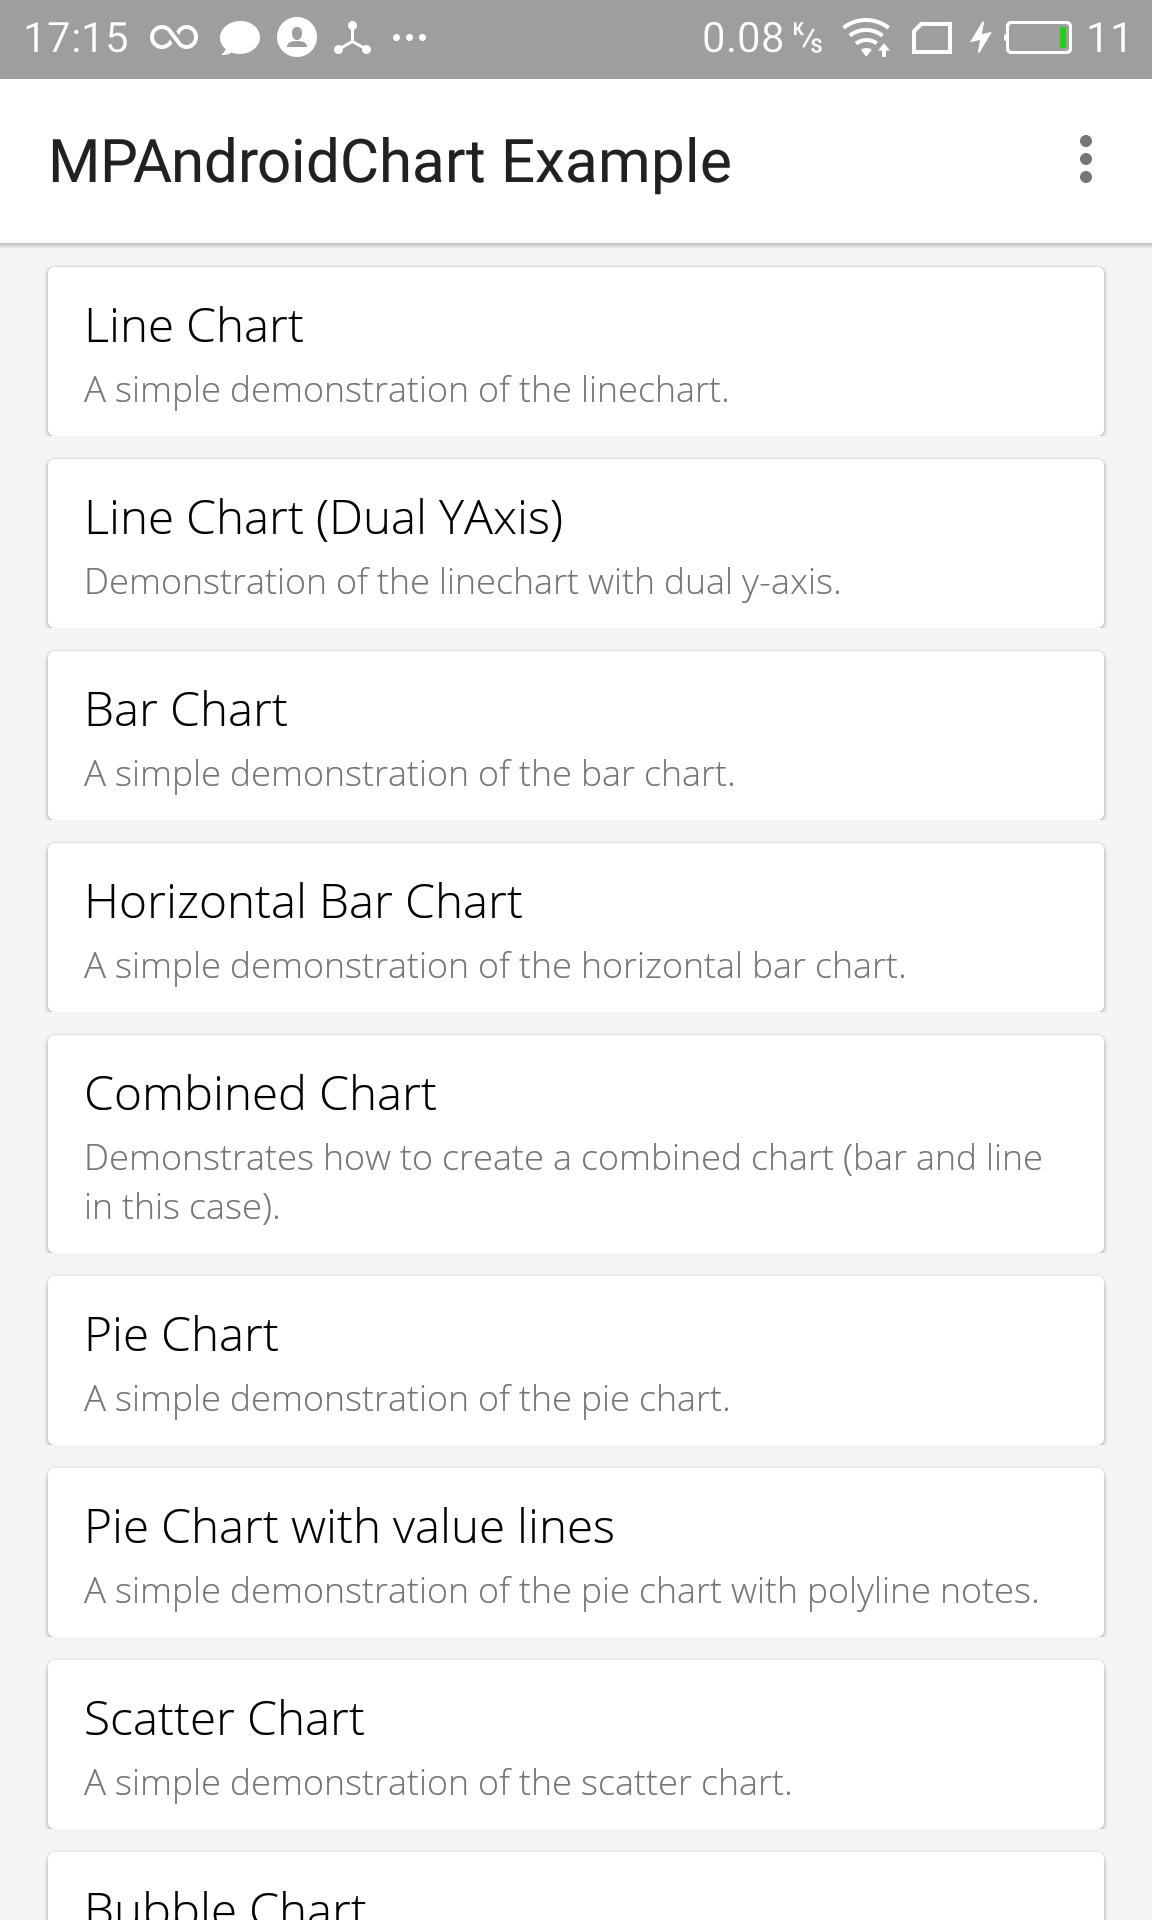 17:15 0.08 K/s 11
MPAndroidChart Example
Line Chart
A simple demonstration of the linechart.
Line Chart (Dual YAxis)
Demonstration of the linechart with dual y-axis.
Bar Chart
A simple demonstration of the bar chart.
Horizontal Bar Chart
A simple demonstration of the horizontal bar chart.
Combined Chart
Demonstrates how to create a combined chart (bar and line
in this case).
Pie Chart
A simple demonstration of the pie chart.
Pie Chart with value lines
A simple demonstration of the pie chart with polyline notes.
Scatter Chart
A simple demonstration of the scatter chart.
Bubble Chart